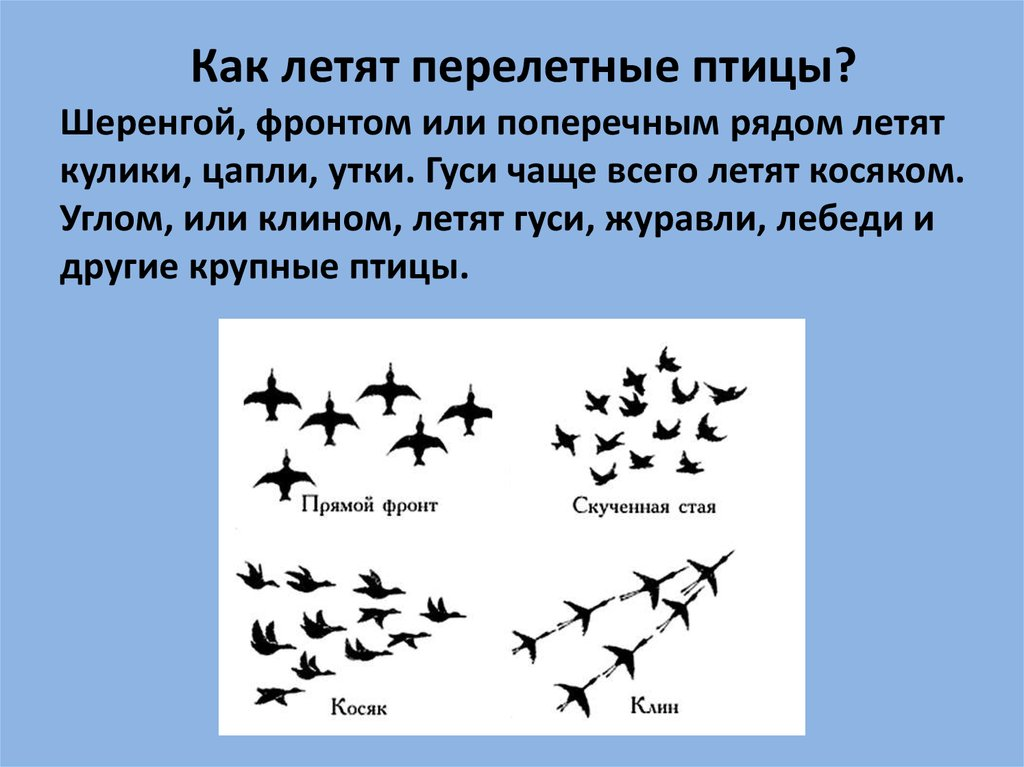 Как летят перелетные птицы?
Шеренгой, фронтом или поперечным рядом летят
кулики, цапли, утки. Гуси чаще всего летят косяком.
Углом, или клином, летят гуси, журавли, лебеди и
другие крупные птицы.
Прямой фронт
Скученная стая
Косяк
Клин